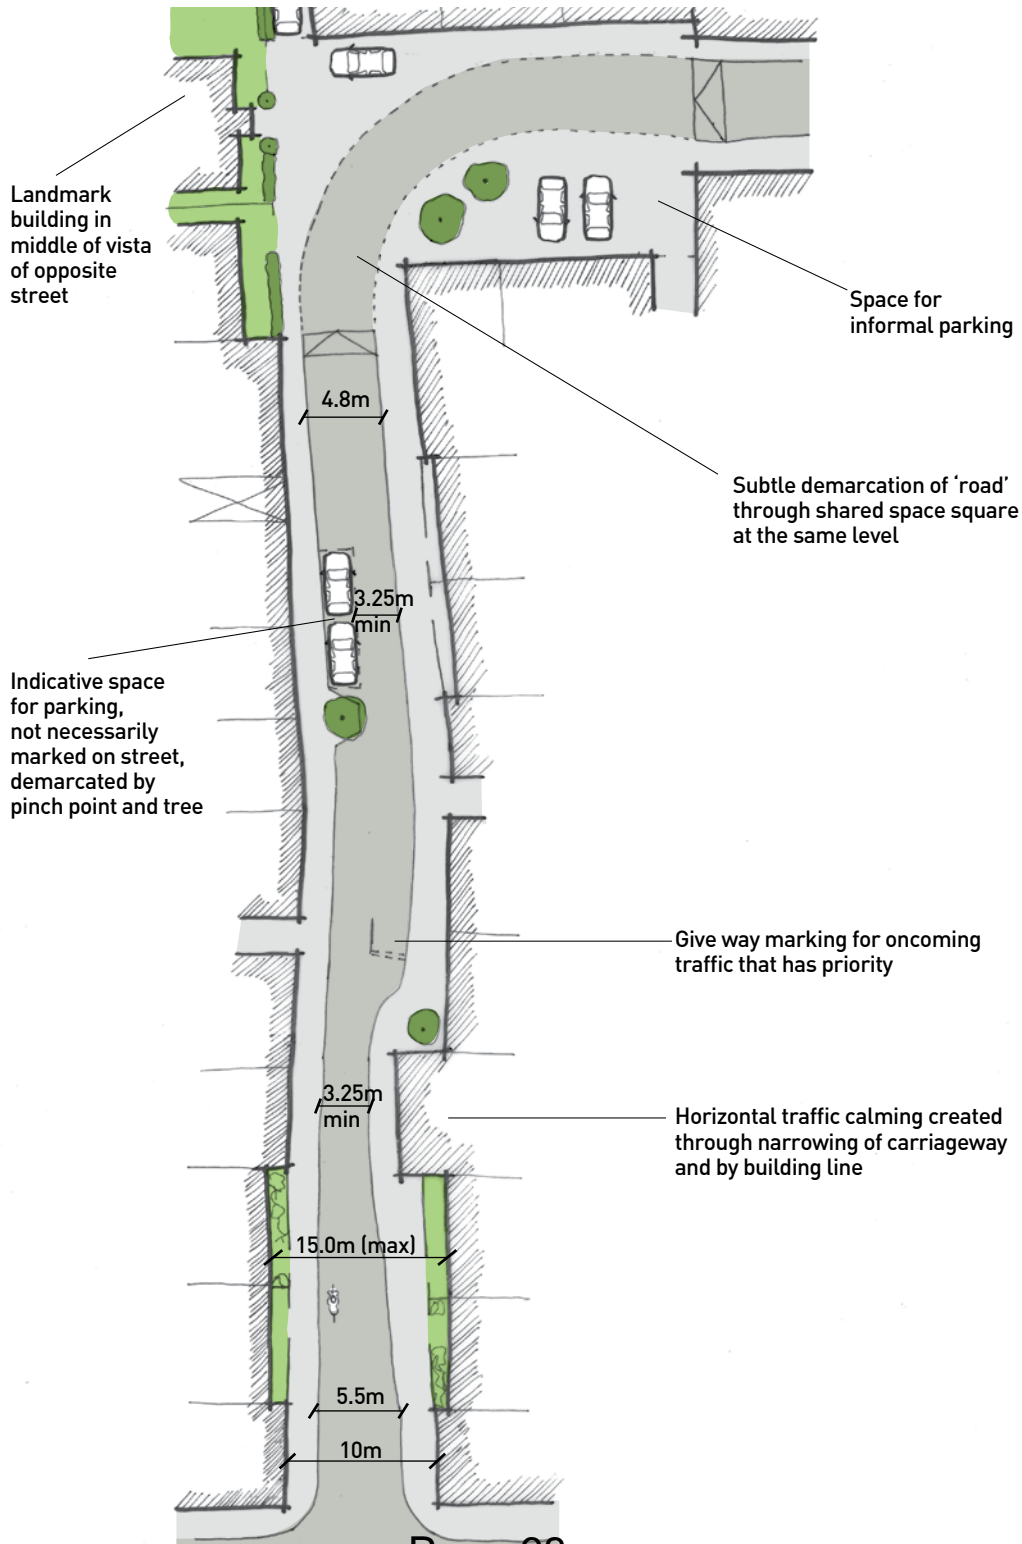 Landmark
building in
middle of vista
of opposite
street
Space for
informal parking
4.8m
Subtle demarcation of ‘road’
through shared space square
at the same level
3.25m
min
Indicative space
for parking,
not necessarily
marked on street,
demarcated by
pinch point and tree
Give way marking for oncoming
traffic that has priority
3.25m
min
Horizontal traffic calming created
through narrowing of carriageway
and by building line
15.0m (max)
5.5m
10m